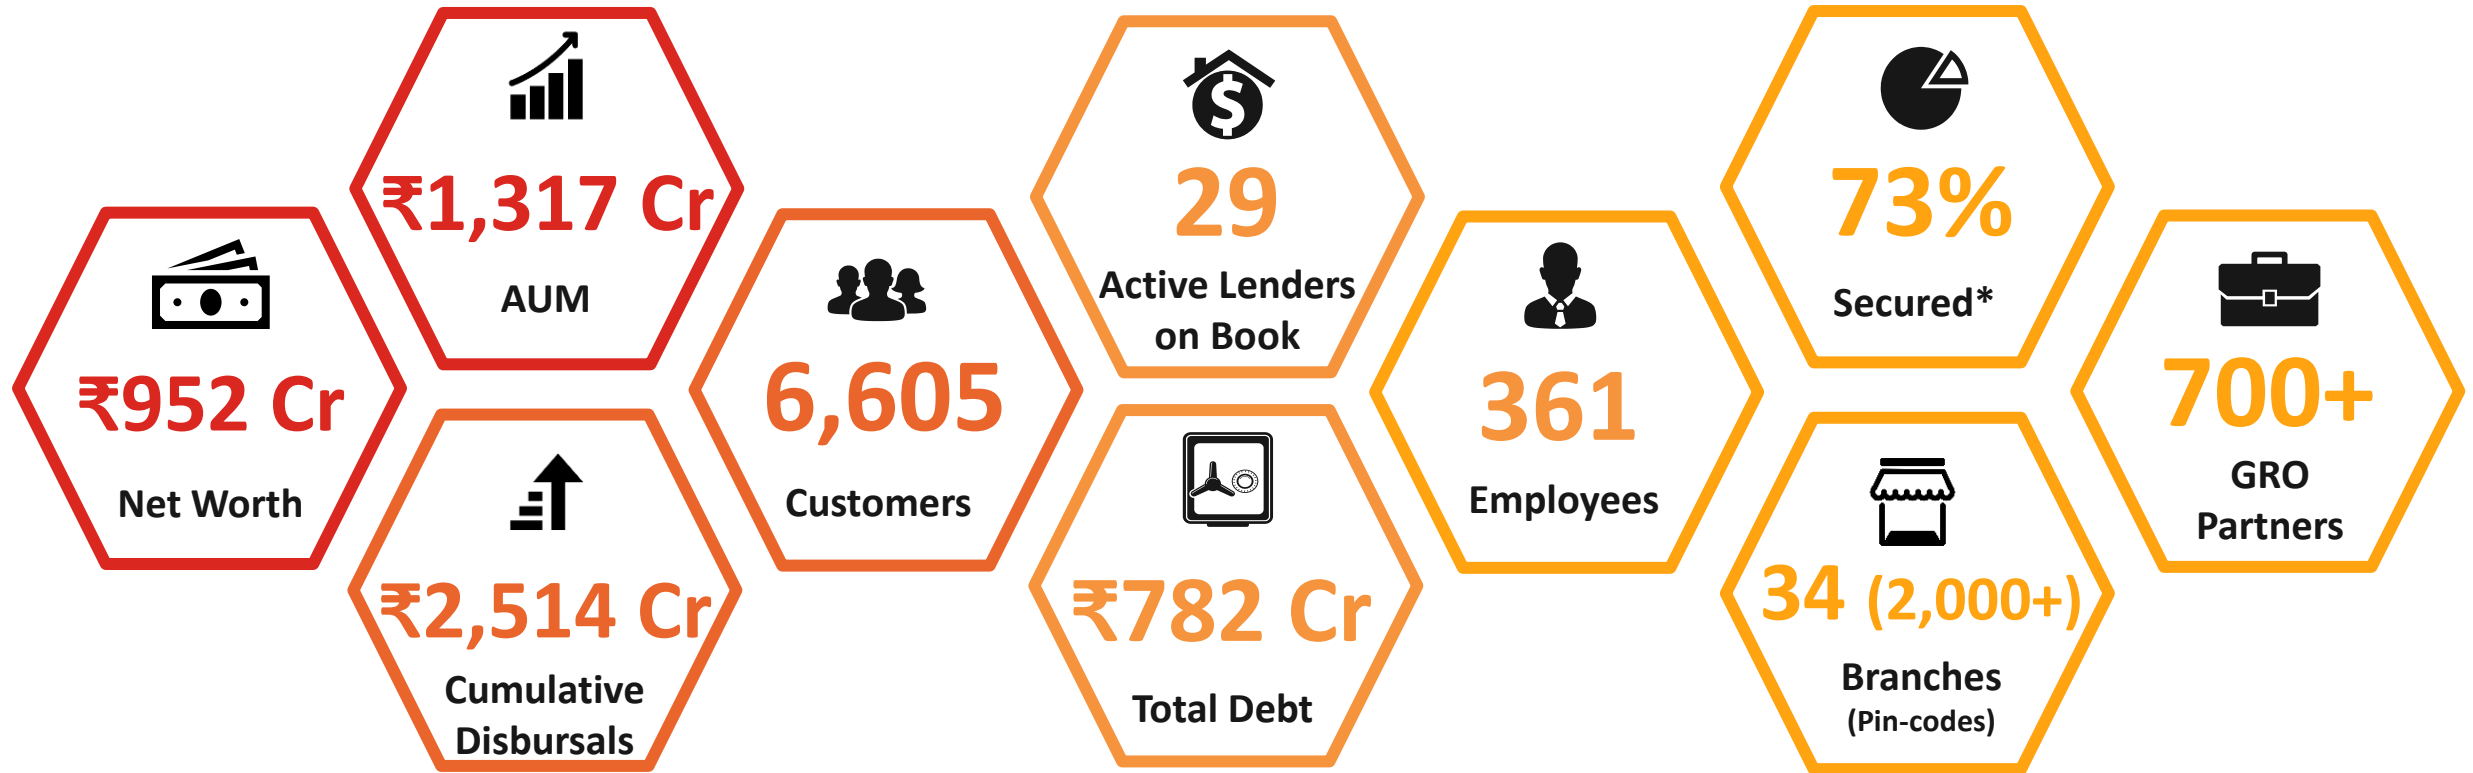 ₹952 Cr
Net Worth
₹1,317 Cr
AUM
₹2,514 Cr
Cumulative
Disbursals
6,605
Customers
29
Active Lenders
on Book
₹782 Cr
Total Debt
361
Employees
73%
Secured*
34 (2,000+)
Branches
(Pin-codes)
700+
GRO
Partners